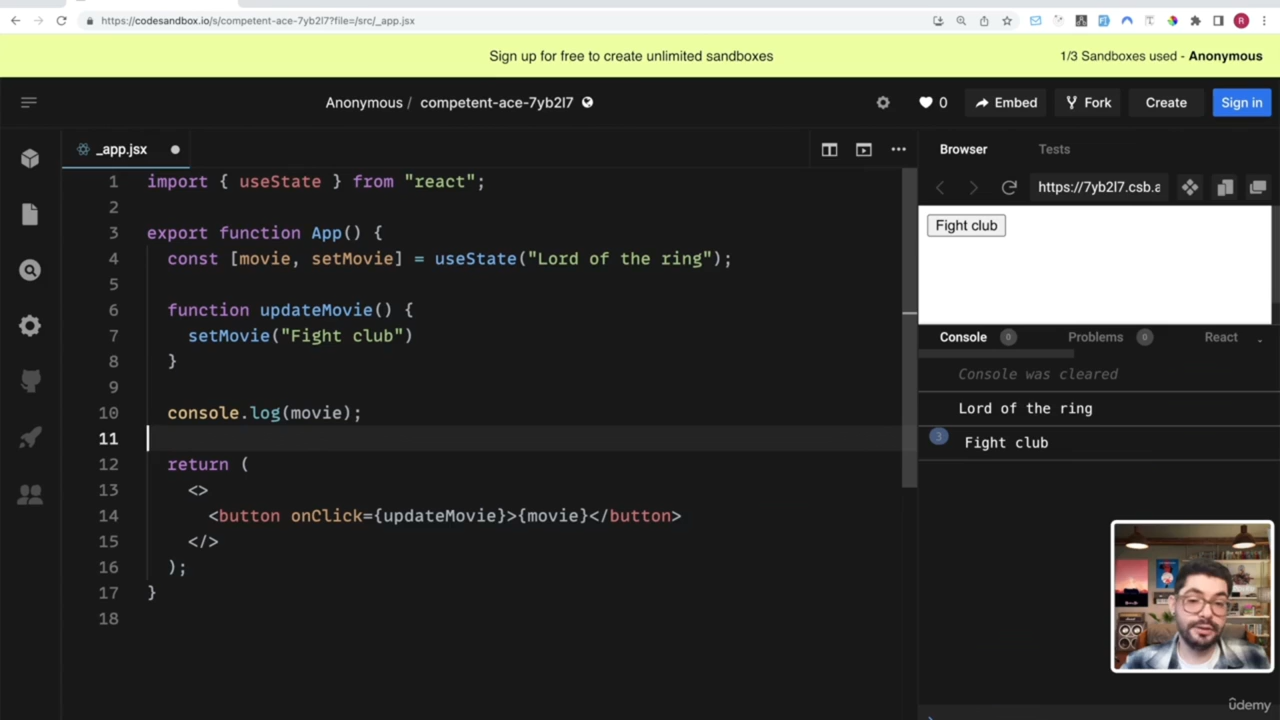 https://codesandbox.io/s/competent-ace-7yb2l7?file=/src/_app.jsx
R
Sign up for free to create unlimited sandboxes
1/3 Sandboxes used - Anonymous
Anonymous / competent-ace-7yb2l7
0
Embed
Fork
Create
Sign in
_app.jsx
1 import { useState } from "react";
2
3 export function App() {
4 const [movie, setMovie] = useState("Lord of the ring");
5
6 function updateMovie() {
7 setMovie("Fight club")
8 }
9
10 console.log(movie);
11
12 return (
13 <>
14 <button onClick={updateMovie}>{movie}</button>
15 </>
16 );
17 }
18
Browser
Tests
https://7yb2l7.csb.a
Fight club
Console 0
Problems 0
React
Console was cleared
Lord of the ring
3 Fight club
ûdemy